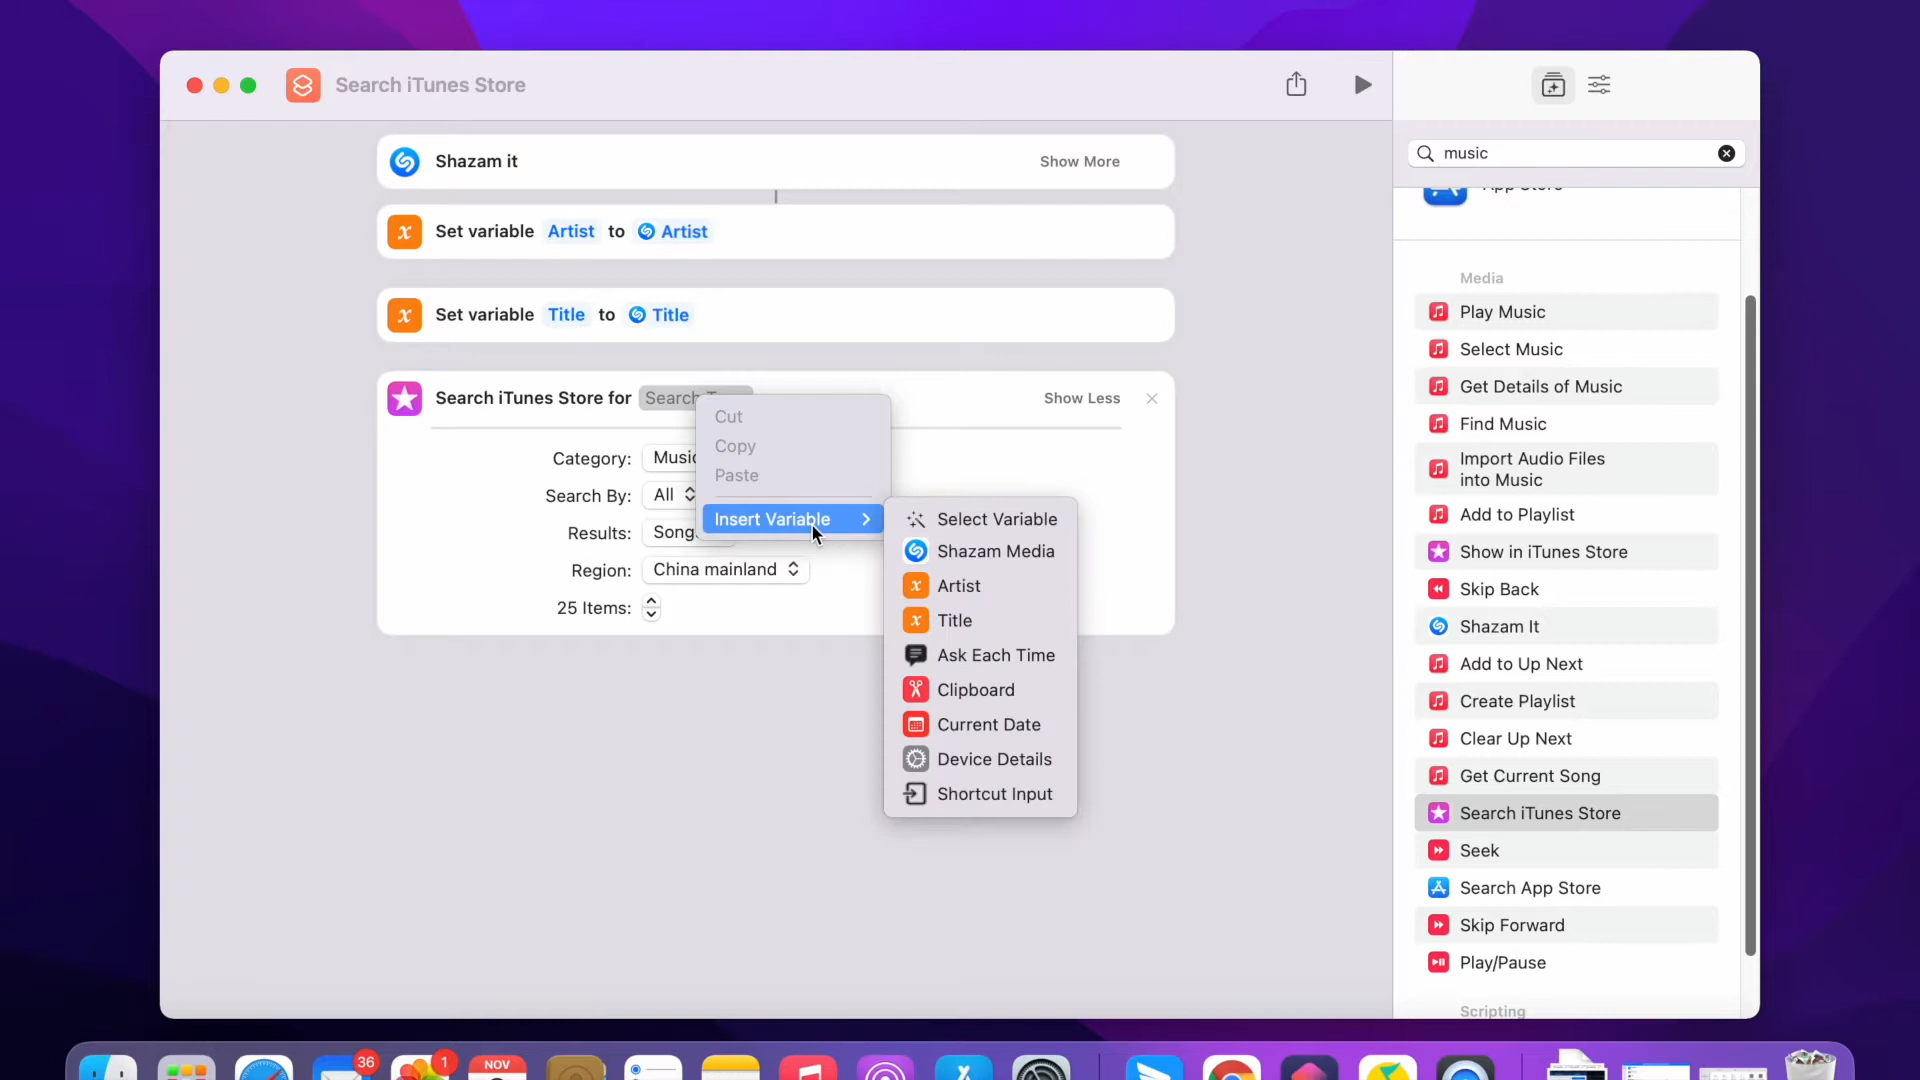 Search iTunes Store
Shazam it
Show More
Set variable Artist to Artist
Set variable Title to Title
Search iTunes Store for Search
Show Less
Category: Music
Search By: All
Results: Song
Region: China mainland
25 Items:
Cut
Copy
Paste
Insert Variable
Select Variable
Shazam Media
Artist
Title
Ask Each Time
Clipboard
Current Date
Device Details
Shortcut Input
music
App Store
Media
Play Music
Select Music
Get Details of Music
Find Music
Import Audio Files
into Music
Add to Playlist
Show in iTunes Store
Skip Back
Shazam It
Add to Up Next
Create Playlist
Clear Up Next
Get Current Song
Search iTunes Store
Seek
Search App Store
Skip Forward
Play/Pause
Scripting
36
1
NOV